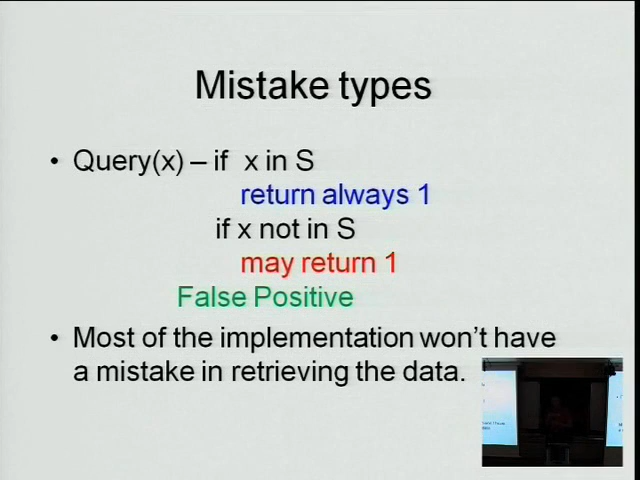 Mistake types
• Query(x) – if x in S
return always 1
if x not in S
may return 1
False Positive
• Most of the implementation won't have
a mistake in retrieving the data.